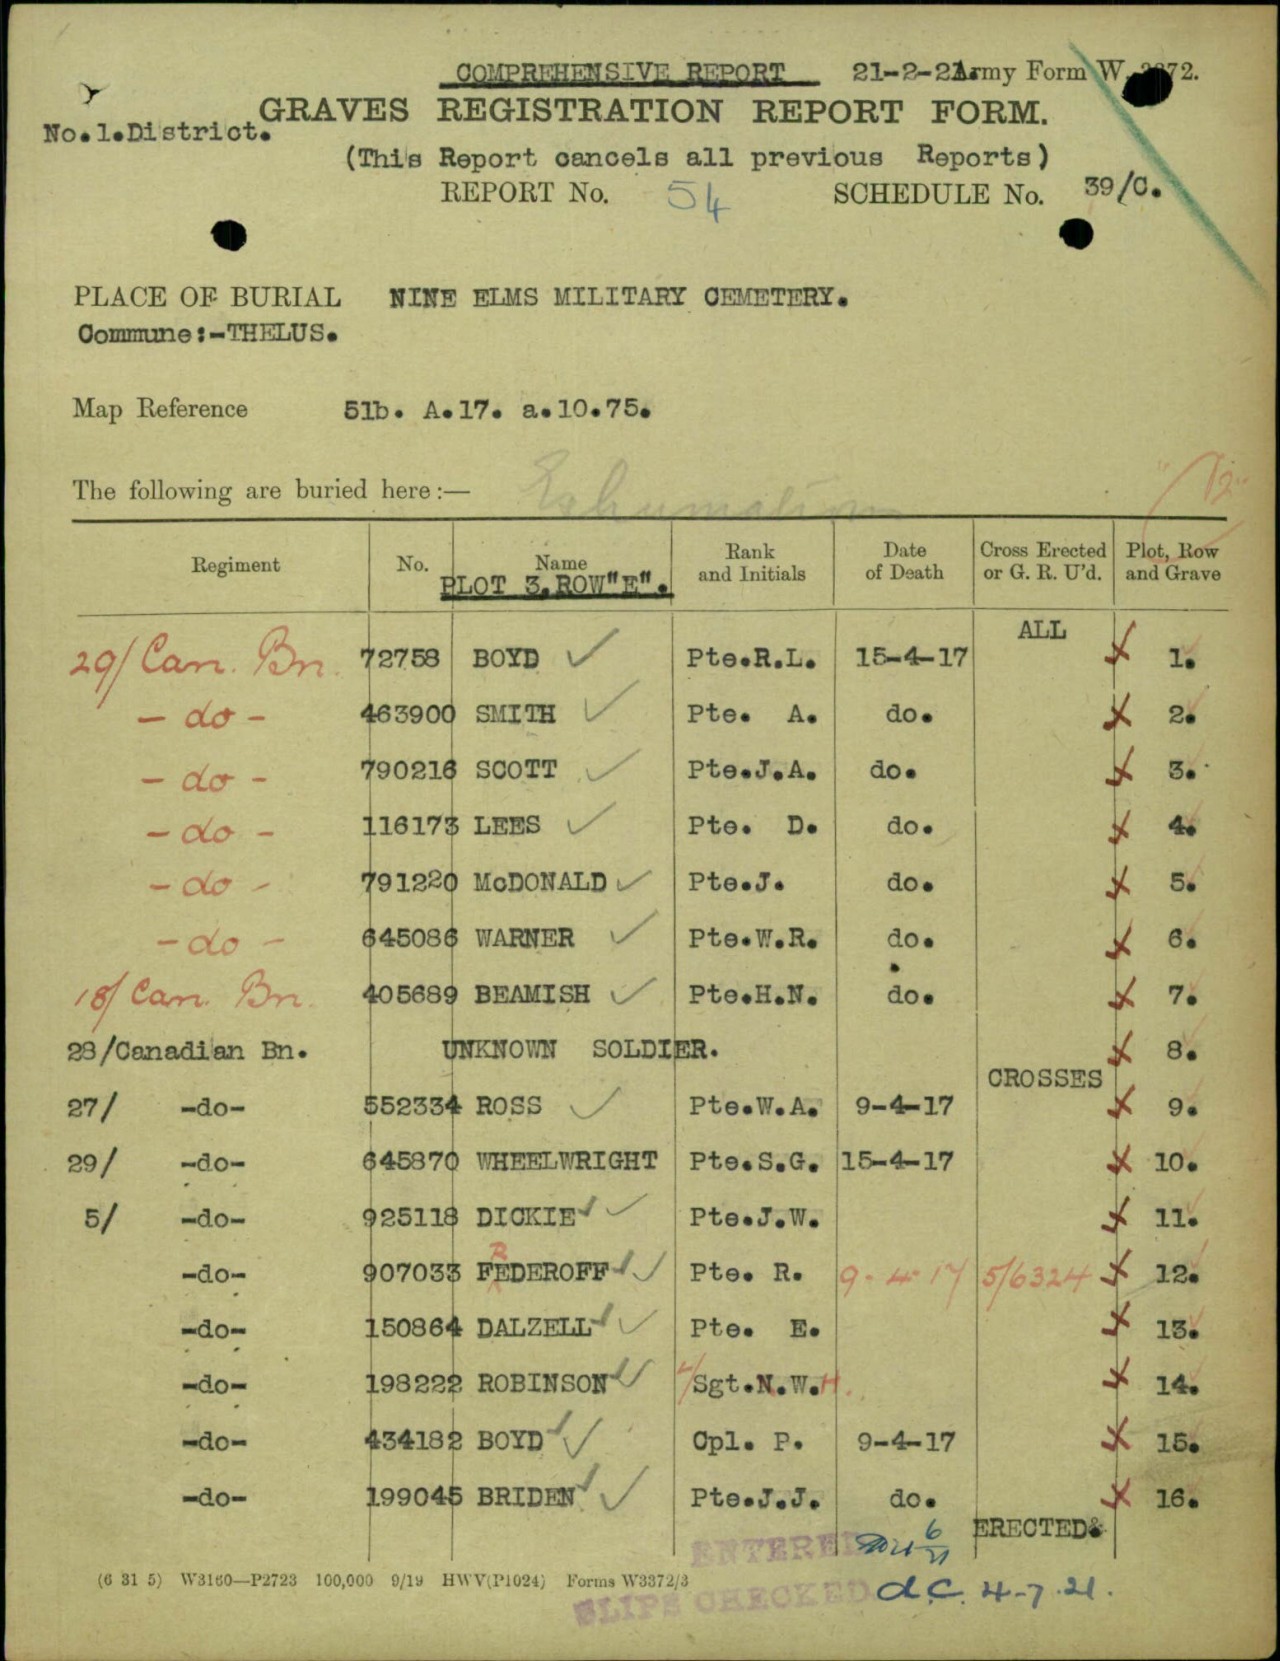 COMPREHENSIVE REPORT 21-2-21. Army Form W. 3372.
GRAVES REGISTRATION REPORT FORM.
No.1.District.
(This Report cancels all previous Reports)
REPORT No. 54 SCHEDULE No. 39/C.
PLACE OF BURIAL NINE ELMS MILITARY CEMETERY.
Commune:-THELUS.
Map Reference 51b. A.17. a.10.75.
The following are buried here:— Exhumation
Regiment No. Name Rank and Initials Date of Death Cross Erected or G. R. U'd. Plot, Row and Grave
PLOT 3.ROW"E".
ALL
29/ Can. Bn. 72758 BOYD Pte.R.L. 15-4-17 1.
- do - 463900 SMITH Pte. A. do. 2.
- do - 790216 SCOTT Pte.J.A. do. 3.
- do - 116173 LEES Pte. D. do. 4.
- do - 791220 McDONALD Pte.J. do. 5.
- do - 645086 WARNER Pte.W.R. do. 6.
18/ Can. Bn. 405689 BEAMISH Pte.H.N. do. 7.
28/Canadian Bn. UNKNOWN SOLDIER. 8.
CROSSES
27/ -do- 552334 ROSS Pte.W.A. 9-4-17 9.
29/ -do- 645870 WHEELWRIGHT Pte.S.G. 15-4-17 10.
5/ -do- 925118 DICKIE Pte.J.W. 11.
-do- 907033 FEDEROFF Pte. R. 9-4-17 5/6324 12.
-do- 150864 DALZELL Pte. E. 13.
-do- 198222 ROBINSON L/Sgt.N.W.H. 14.
-do- 434182 BOYD Cpl. P. 9-4-17 15.
-do- 199045 BRIDEN Pte.J.J. do. 16.
ERECTED&
ENTERED
(6 31 5) W3160—P2723 100,000 9/19 HWV(P1024) Forms W3372/3
SLIPS CHECKED d.C. 4-7-21.